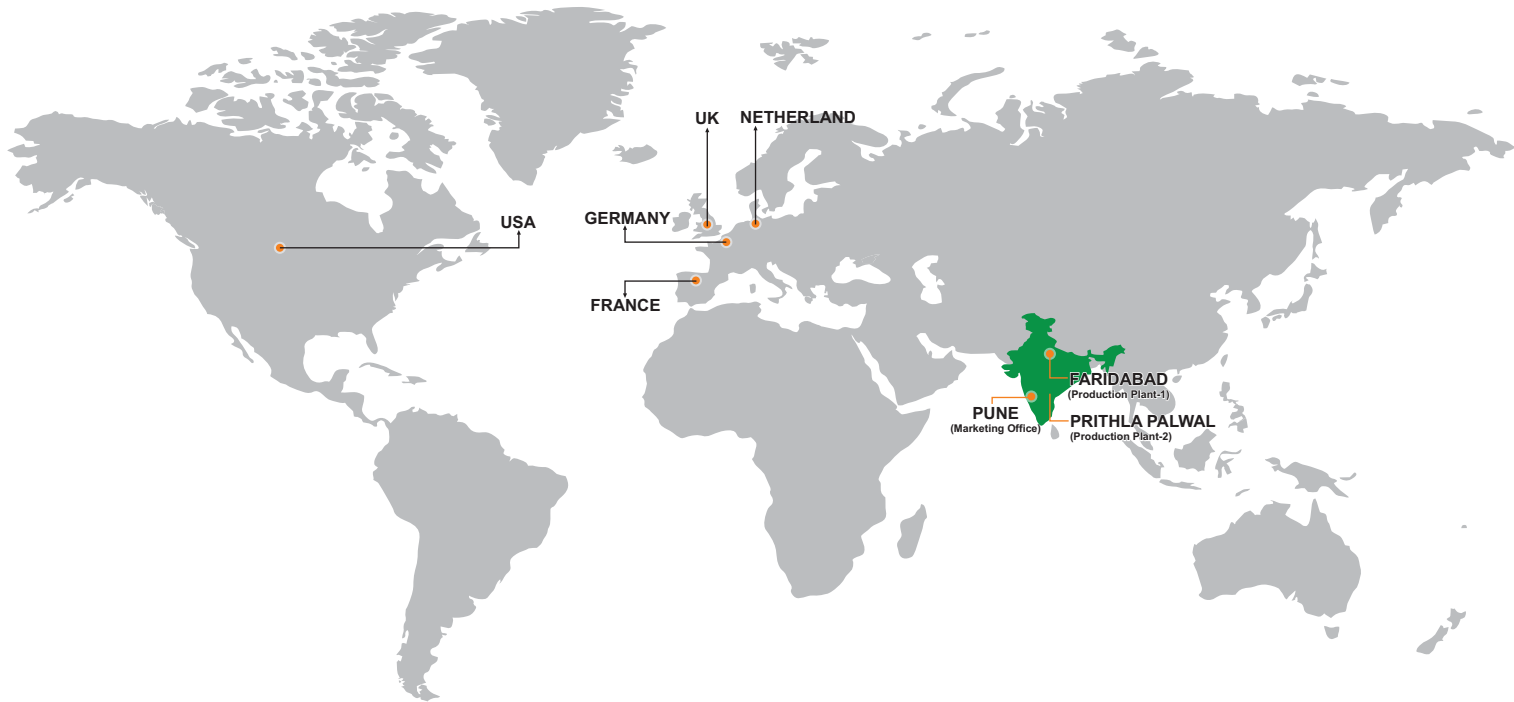 UK
NETHERLAND
USA
GERMANY
FRANCE
FARIDABAD
(Production Plant-1)
PUNE
(Marketing Office)
PRITHLA PALWAL
(Production Plant-2)